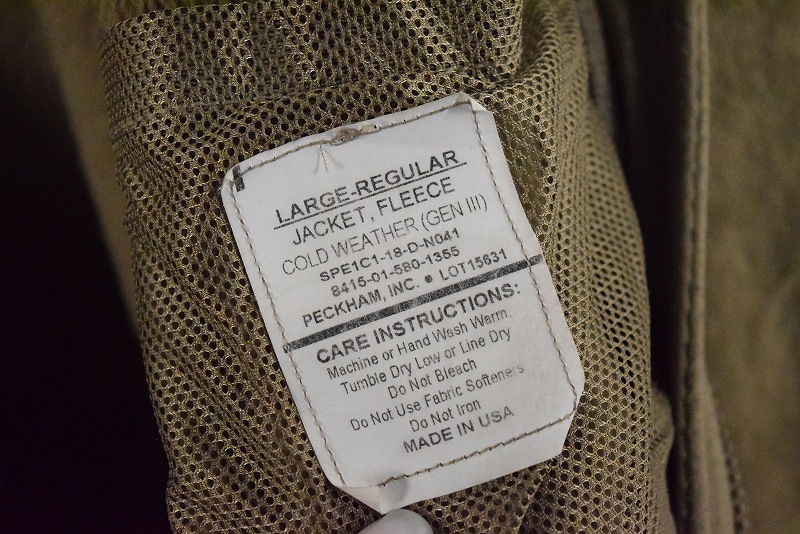 LARGE-REGULAR
JACKET, FLEECE
COLD WEATHER (GEN III)
SPE1C1-18-D-N041
8415-01-580-1355
PECKHAM, INC. ● LOT15631
CARE INSTRUCTIONS:
Machine or Hand Wash Warm
Tumble Dry Low or Line Dry
Do Not Bleach
Do Not Use Fabric Softeners
Do Not Iron
MADE IN USA